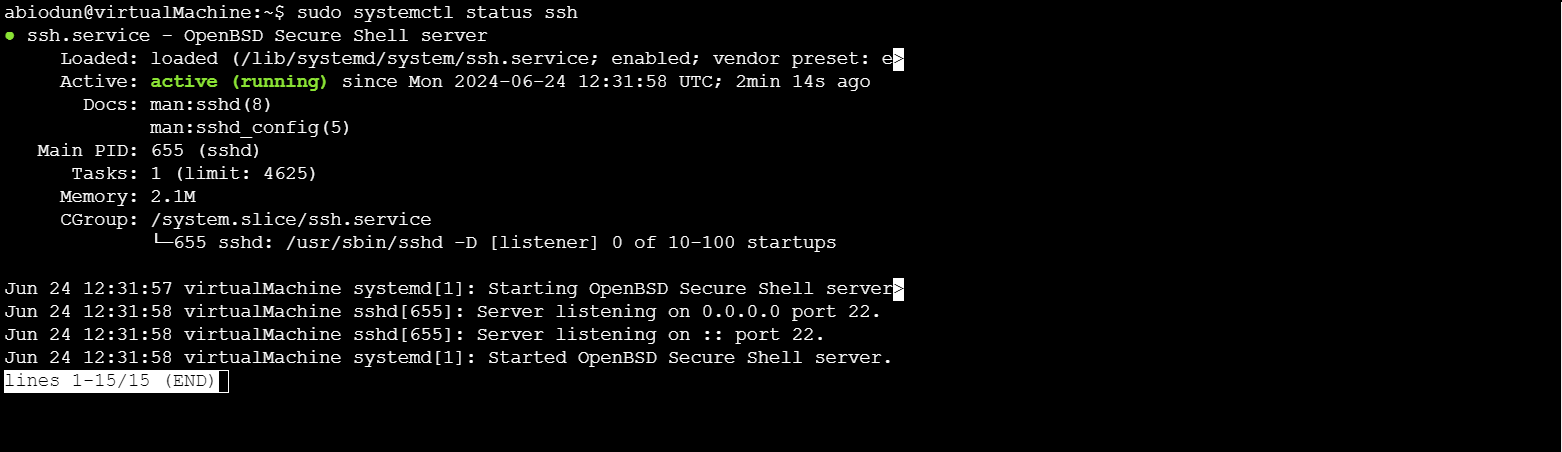 abiodun@virtualMachine:~$ sudo systemctl status ssh
● ssh.service - OpenBSD Secure Shell server
     Loaded: loaded (/lib/systemd/system/ssh.service; enabled; vendor preset: e>
     Active: active (running) since Mon 2024-06-24 12:31:58 UTC; 2min 14s ago
       Docs: man:sshd(8)
             man:sshd_config(5)
   Main PID: 655 (sshd)
      Tasks: 1 (limit: 4625)
     Memory: 2.1M
     CGroup: /system.slice/ssh.service
             └─655 sshd: /usr/sbin/sshd -D [listener] 0 of 10-100 startups

Jun 24 12:31:57 virtualMachine systemd[1]: Starting OpenBSD Secure Shell server>
Jun 24 12:31:58 virtualMachine sshd[655]: Server listening on 0.0.0.0 port 22.
Jun 24 12:31:58 virtualMachine sshd[655]: Server listening on :: port 22.
Jun 24 12:31:58 virtualMachine systemd[1]: Started OpenBSD Secure Shell server.
lines 1-15/15 (END)